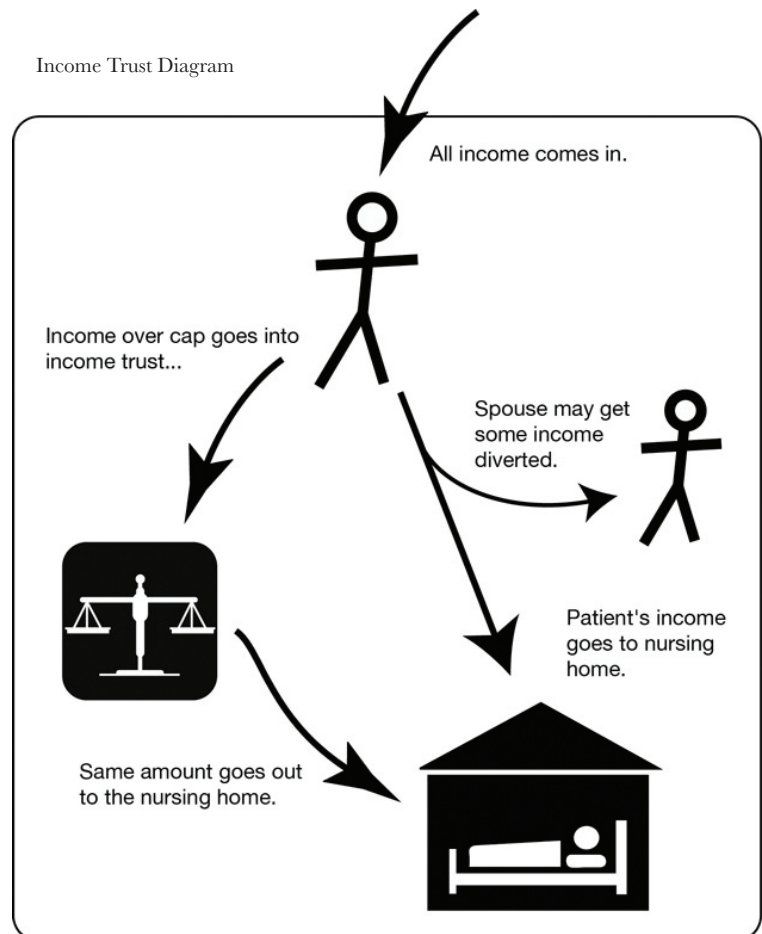 Income Trust Diagram
All income comes in.
Income over cap goes into
income trust...
Spouse may get
some income
diverted.
Patient's income
goes to nursing
home.
Same amount goes out
to the nursing home.